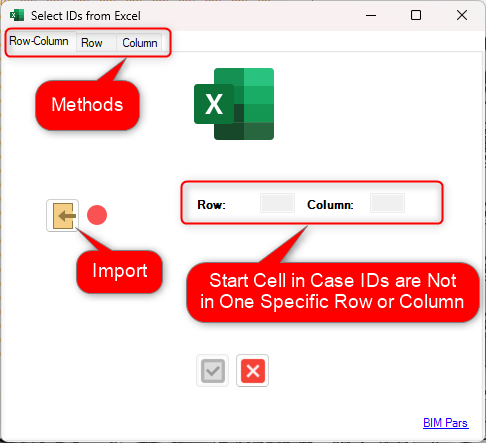 Select IDs from Excel
Row-Column Row Column
Methods
X
Row: Column:
Import
Start Cell in Case IDs are Not
in One Specific Row or Column
BIM Pars